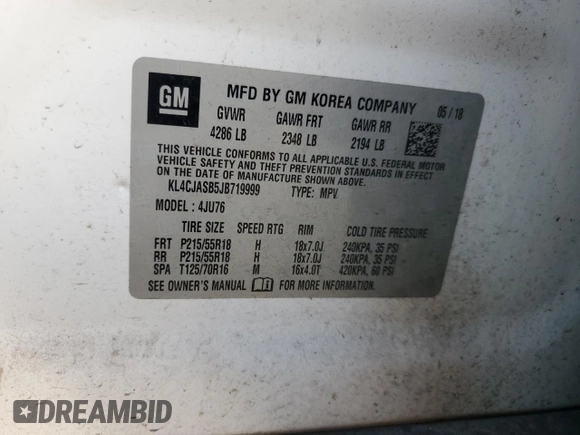 GM
MFD BY GM KOREA COMPANY 05/18
GVWR GAWR FRT GAWR RR
4286 LB 2348 LB 2194 LB
THIS VEHICLE CONFORMS TO ALL APPLICABLE U.S. FEDERAL MOTOR
VEHICLE SAFETY AND THEFT PREVENTION STANDARDS IN EFFECT ON
THE DATE OF MANUFACTURE SHOWN ABOVE.
KL4CJASB5JB719999 TYPE: MPV
MODEL: 4JU76
TIRE SIZE SPEED RTG RIM COLD TIRE PRESSURE
FRT P215/55R18 H 18x7.0J 240KPA, 35 PSI
RR P215/55R18 H 18x7.0J 240KPA, 35 PSI
SPA T125/70R16 M 16x4.0T 420KPA, 60 PSI
SEE OWNER'S MANUAL FOR MORE INFORMATION.
DREAMBID